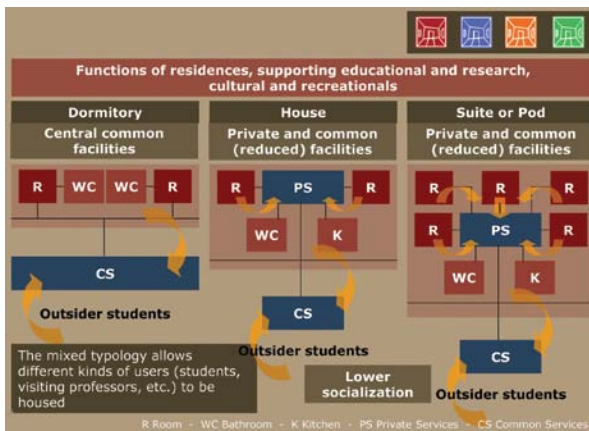 Functions of residences, supporting educational and research,
cultural and recreationals
Dormitory
Central common
facilities
R
WC
WC
R
CS
Outsider students
The mixed typology allows
different kinds of users (students,
visiting professors, etc.) to be
housed
House
Private and common
(reduced) facilities
R
PS
R
WC
K
CS
Outsider students
Lower
socialization
Suite or Pod
Private and common
(reduced) facilities
R
R
R
R
PS
R
WC
K
CS
Outsider students
R Room - WC Bathroom - K Kitchen - PS Private Services - CS Common Services